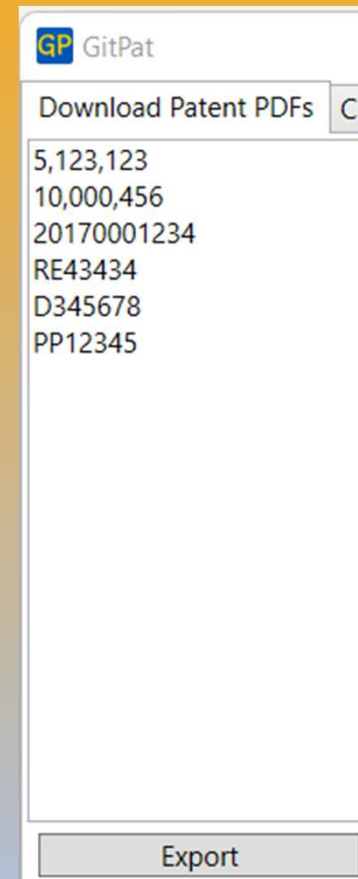 GP GitPat
Download Patent PDFs C
5,123,123
10,000,456
20170001234
RE43434
D345678
PP12345
Export